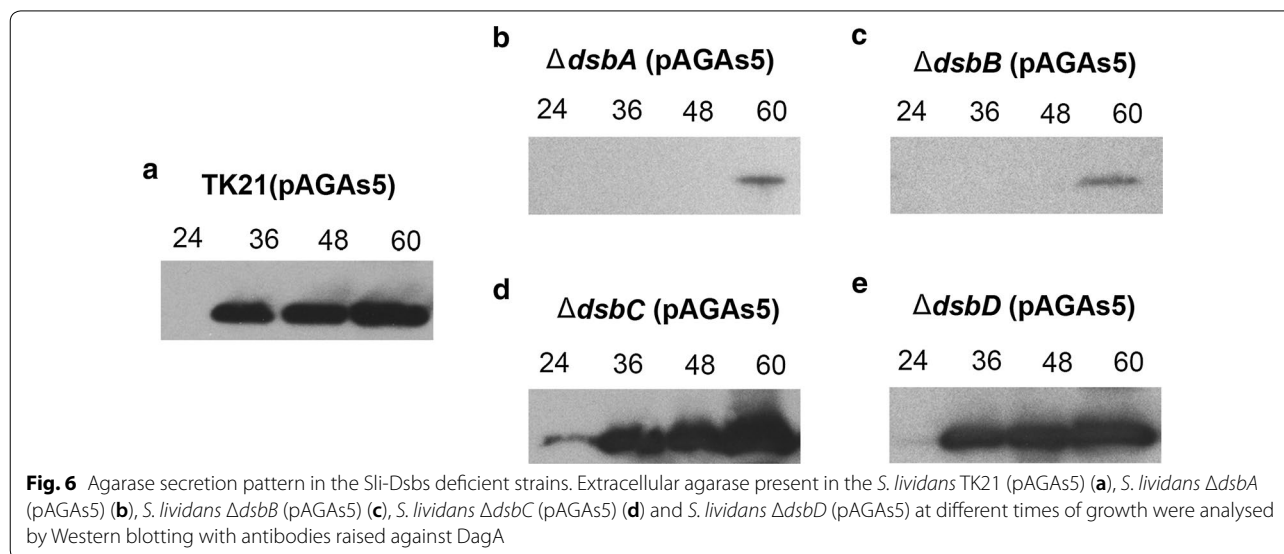 a
TK21(pAGAs5)
24 36 48 60
b
ΔdsbA (pAGAs5)
24 36 48 60
c
ΔdsbB (pAGAs5)
24 36 48 60
d
ΔdsbC (pAGAs5)
24 36 48 60
e
ΔdsbD (pAGAs5)
24 36 48 60
Fig. 6 Agarase secretion pattern in the Sli-Dsbs deficient strains. Extracellular agarase present in the S. lividans TK21 (pAGAs5) (a), S. lividans ΔdsbA
(pAGAs5) (b), S. lividans ΔdsbB (pAGAs5) (c), S. lividans ΔdsbC (pAGAs5) (d) and S. lividans ΔdsbD (pAGAs5) at different times of growth were analysed
by Western blotting with antibodies raised against DagA